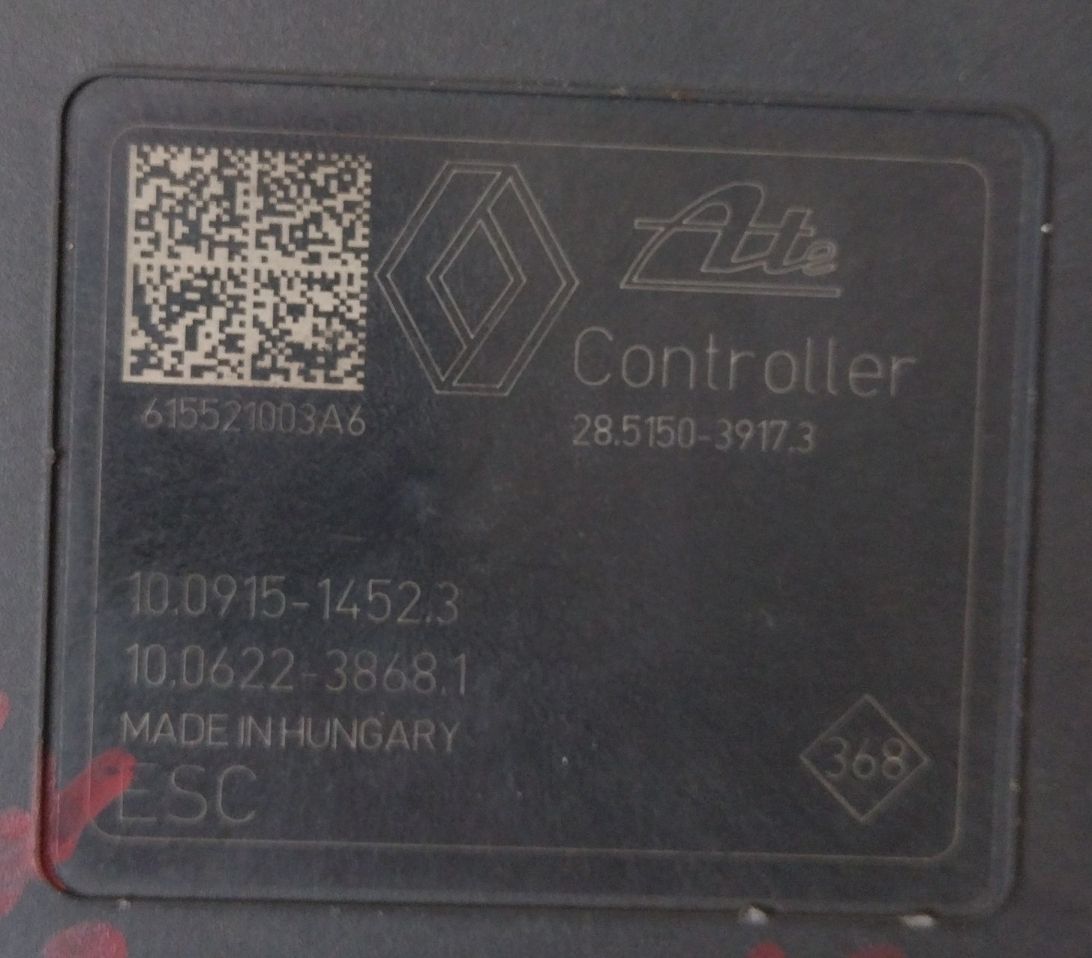 Ate
Controller
615521003A6
28.5150-3917.3
10.0915-1452.3
10.0622-3868.1
MADE IN HUNGARY
368
ESC